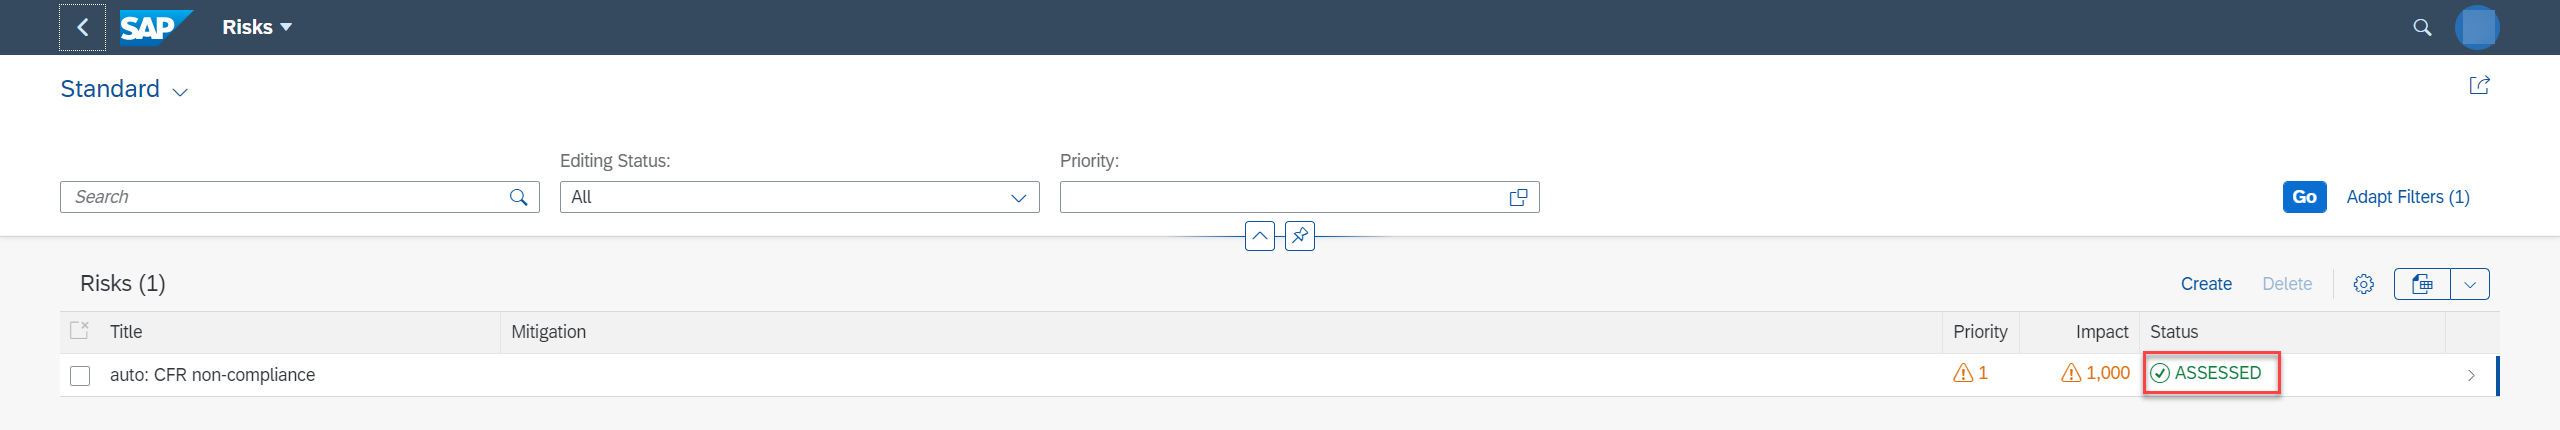 SAP Risks
Standard
Editing Status: Priority:
Search All Go Adapt Filters (1)
Risks (1) Create Delete
Title Mitigation Priority Impact Status
auto: CFR non-compliance 1 1,000 ASSESSED